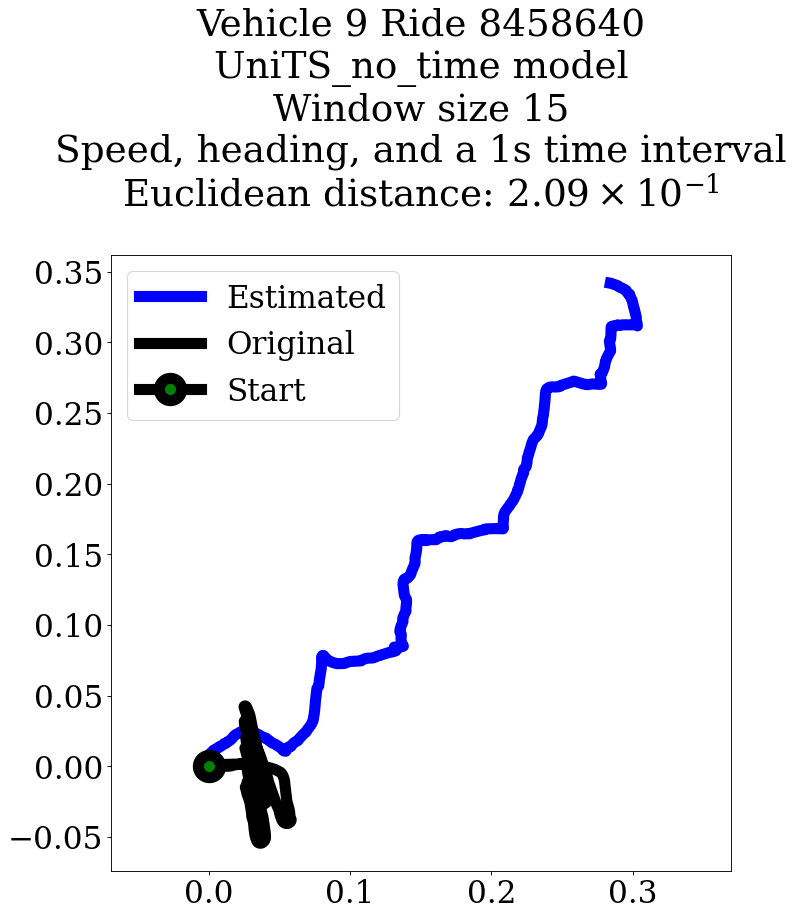 Vehicle 9 Ride 8458640
UniTS_no_time model
Window size 15
Speed, heading, and a 1s time interval
Euclidean distance: 2.09 × 10⁻¹
Estimated
Original
Start
0.35
0.30
0.25
0.20
0.15
0.10
0.05
0.00
−0.05
0.0 0.1 0.2 0.3